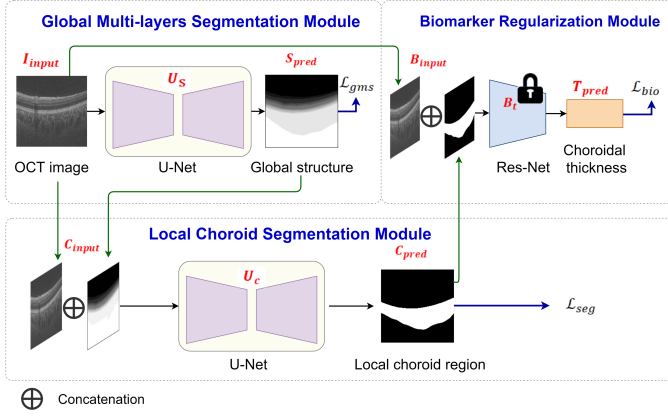 Global Multi-layers Segmentation Module
Biomarker Regularization Module
I_input
S_pred
B_input
U_S
ℒ_gms
B_t
T_pred
ℒ_bio
OCT image
U-Net
Global structure
Res-Net
Choroidal
thickness
Local Choroid Segmentation Module
C_input
C_pred
U_c
ℒ_seg
U-Net
Local choroid region
Concatenation